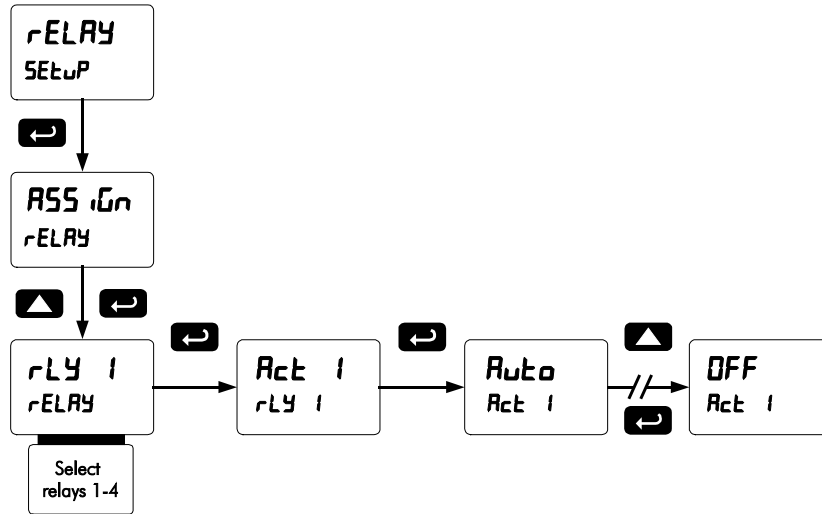 rELAY
SEtuP
ASSiGn
rELAY
rLY 1
rELAY
Act 1
rLY 1
Auto
Act 1
OFF
Act 1
Select
relays 1-4